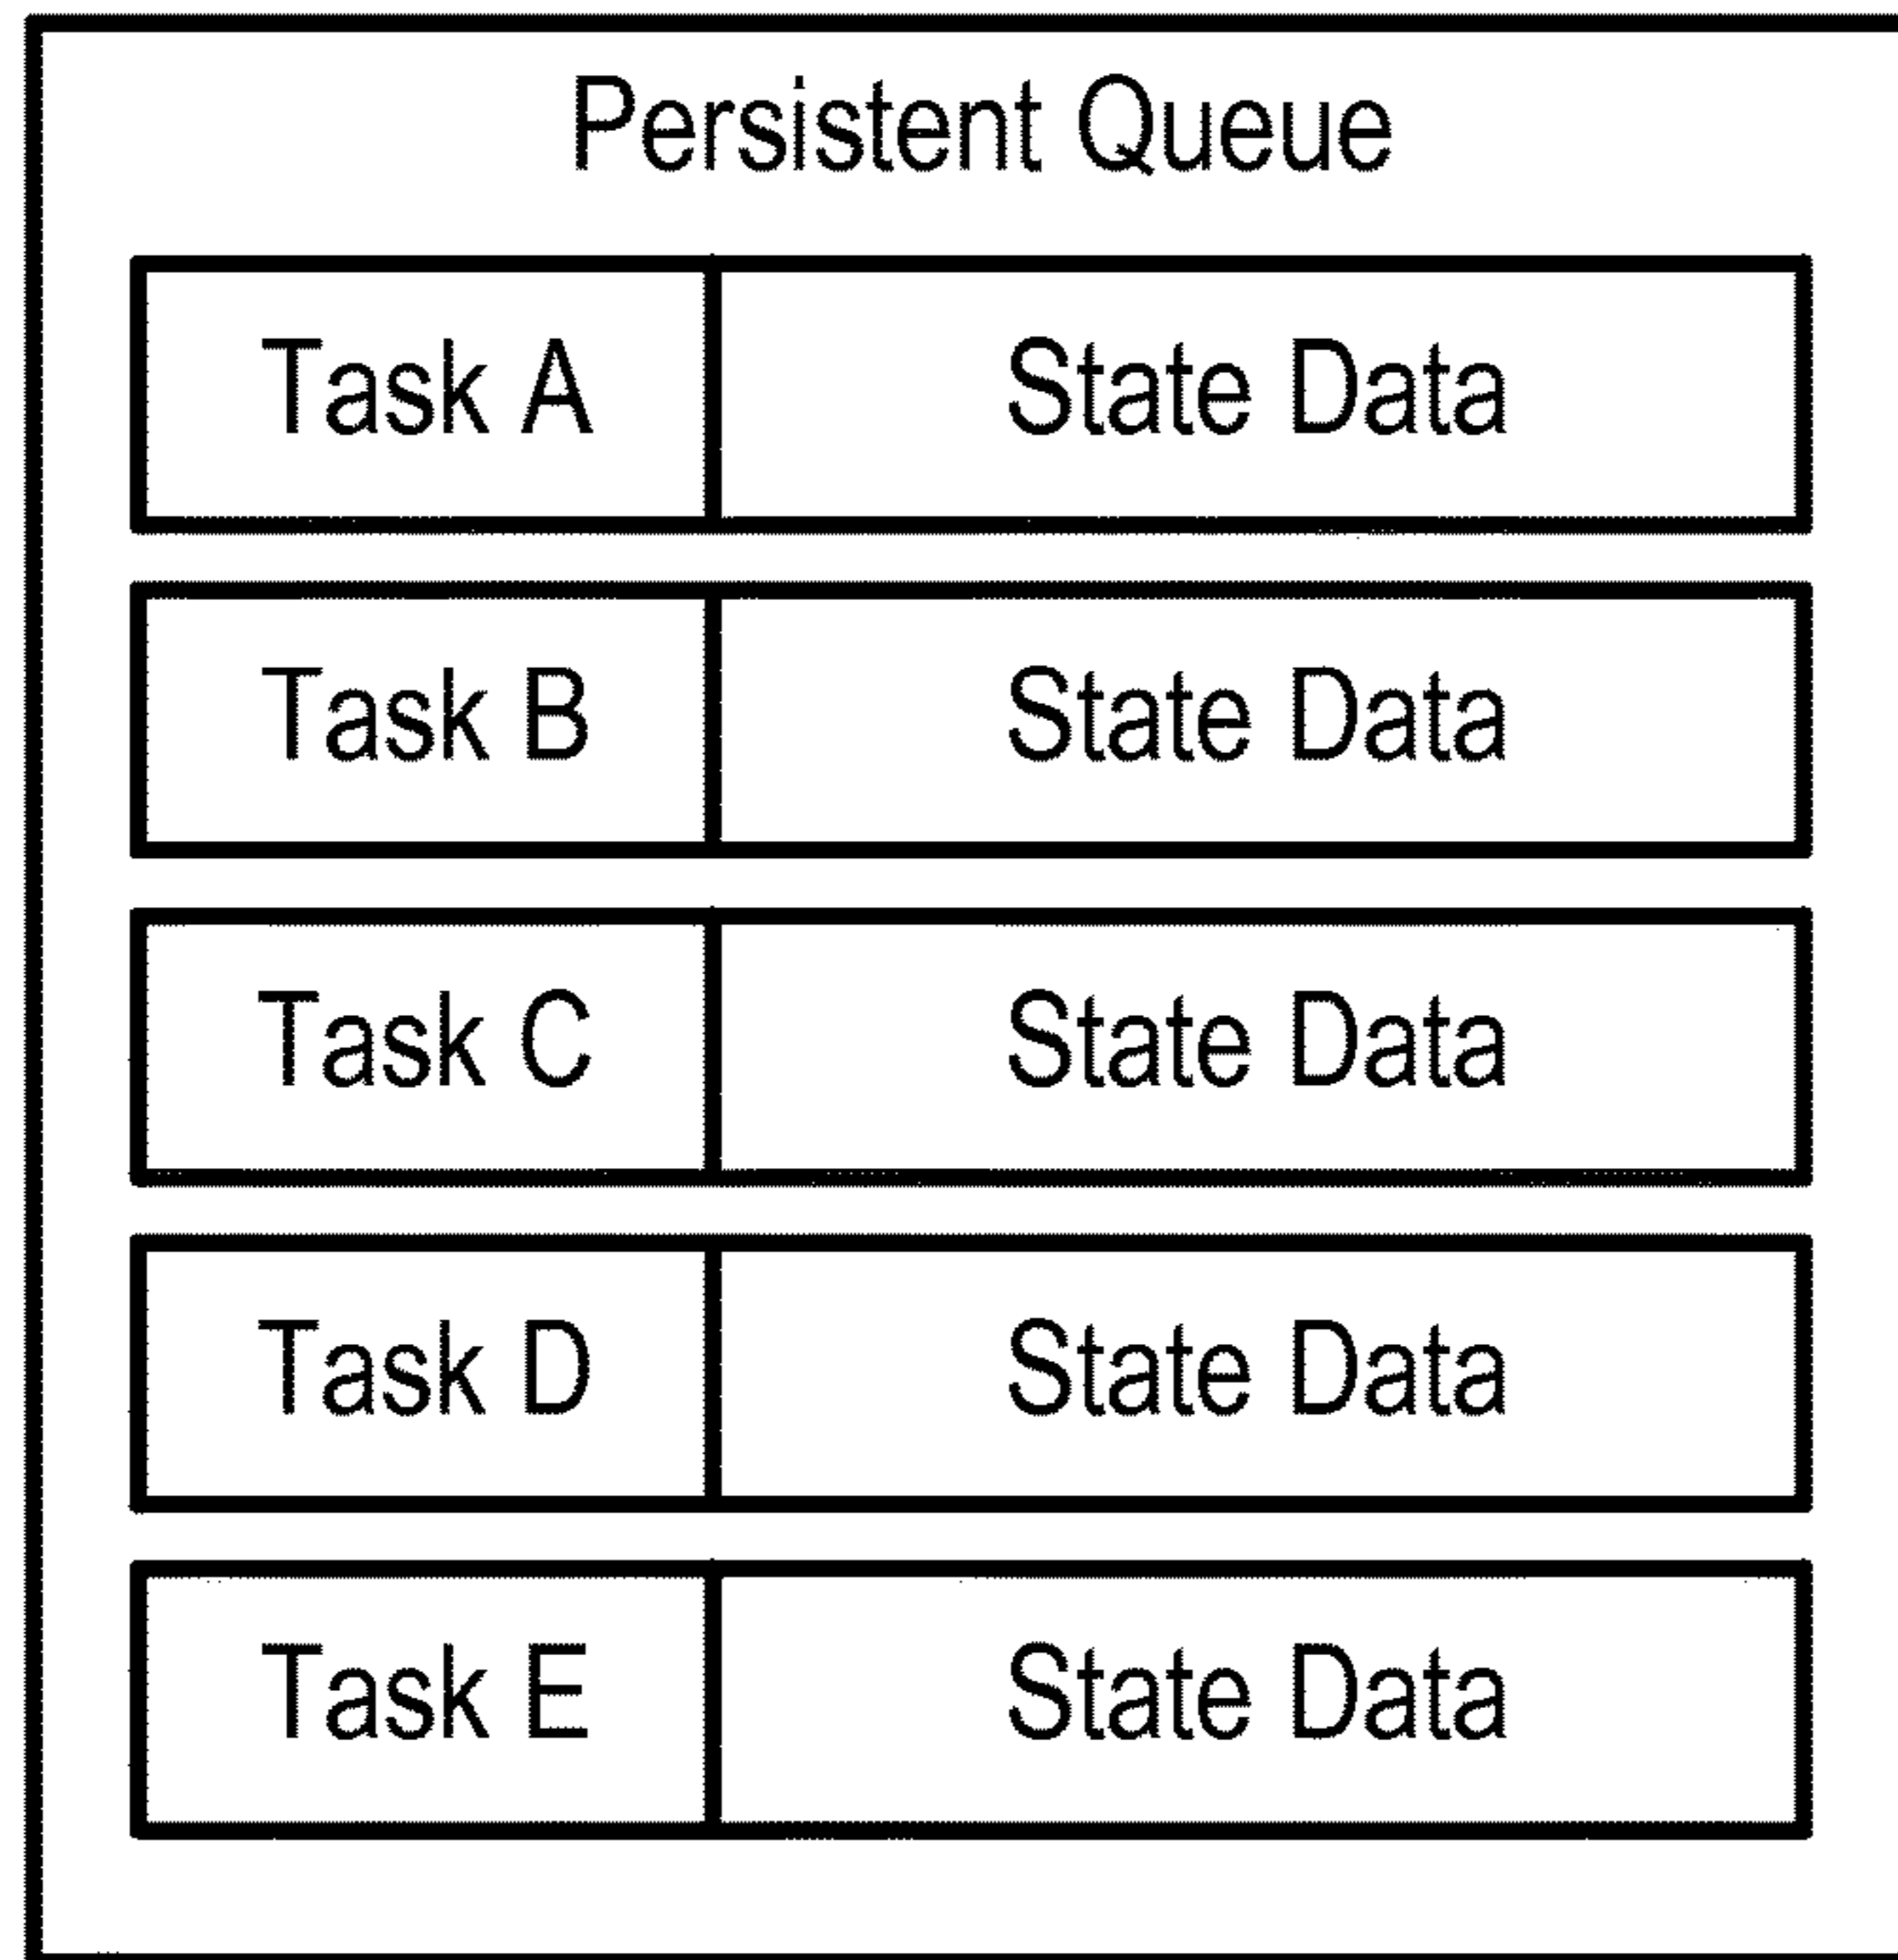 Persistent Queue
Task A State Data
Task B State Data
Task C State Data
Task D State Data
Task E State Data